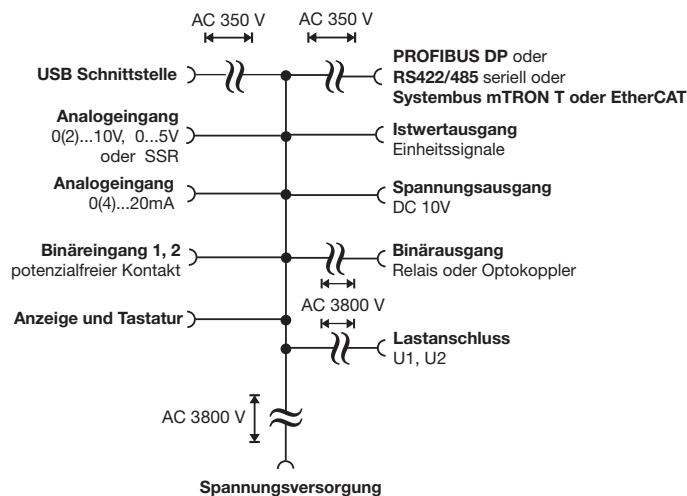 AC 350 V
AC 350 V
USB Schnittstelle
PROFIBUS DP oder
RS422/485 seriell oder
Systembus mTRON T oder EtherCAT
Analogeingang
0(2)...10V, 0...5V
oder SSR
Istwertausgang
Einheitssignale
Analogeingang
0(4)...20mA
Spannungsausgang
DC 10V
Binäreingang 1, 2
potenzialfreier Kontakt
Binärausgang
Relais oder Optokoppler
AC 3800 V
Anzeige und Tastatur
Lastanschluss
U1, U2
AC 3800 V
Spannungsversorgung